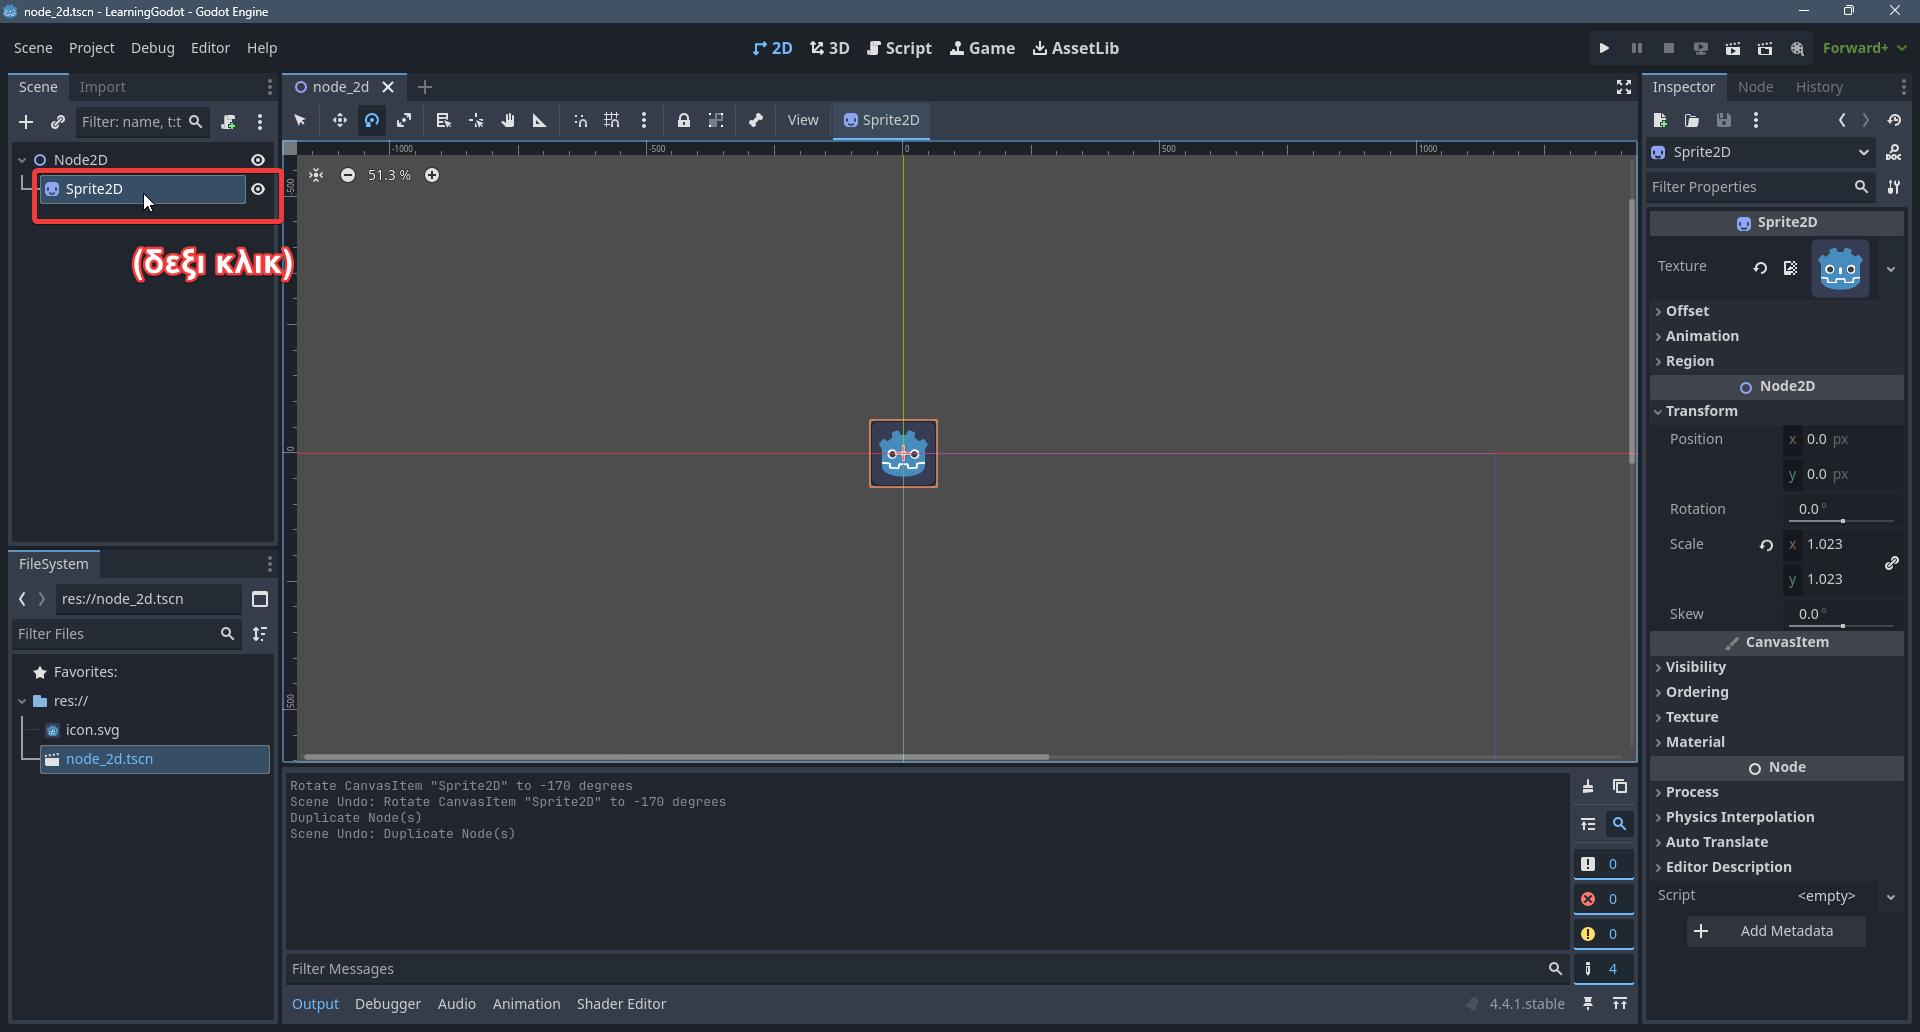 node_2d.tscn - LearningGodot - Godot Engine
Scene Project Debug Editor Help
2D 3D Script Game AssetLib
Forward+
Scene Import
Filter: name, t:t
Node2D
Sprite2D
(δεξι κλικ)
FileSystem
res://node_2d.tscn
Filter Files
Favorites:
res://
icon.svg
node_2d.tscn
node_2d
View Sprite2D
-1000 -500 0 500 1000
-500
0
500
51.3 %
Rotate CanvasItem "Sprite2D" to -170 degrees
Scene Undo: Rotate CanvasItem "Sprite2D" to -170 degrees
Duplicate Node(s)
Scene Undo: Duplicate Node(s)
0
0
0
4
Filter Messages
Output Debugger Audio Animation Shader Editor
4.4.1.stable
Inspector Node History
DOC
Sprite2D
Filter Properties
Sprite2D
Texture
Offset
Animation
Region
Node2D
Transform
Position x 0.0 px
y 0.0 px
Rotation 0.0 °
Scale x 1.023
y 1.023
Skew 0.0 °
CanvasItem
Visibility
Ordering
Texture
Material
Node
Process
Physics Interpolation
Auto Translate
Editor Description
Script <empty>
Add Metadata